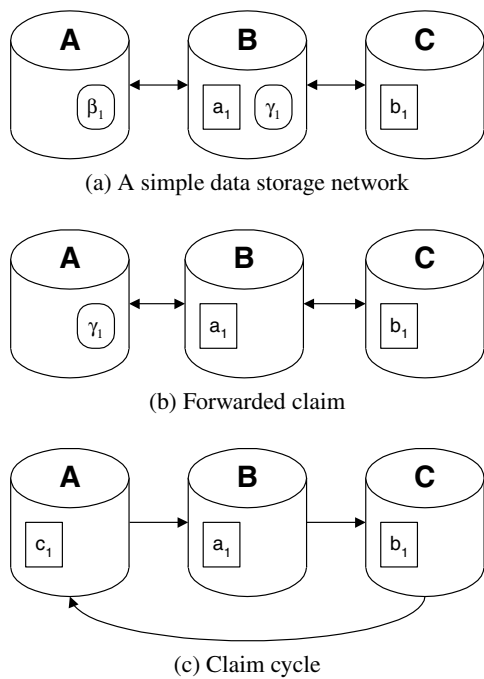 A B C
β₁ a₁ γ₁ b₁
(a) A simple data storage network
A B C
γ₁ a₁ b₁
(b) Forwarded claim
A B C
c₁ a₁ b₁
(c) Claim cycle